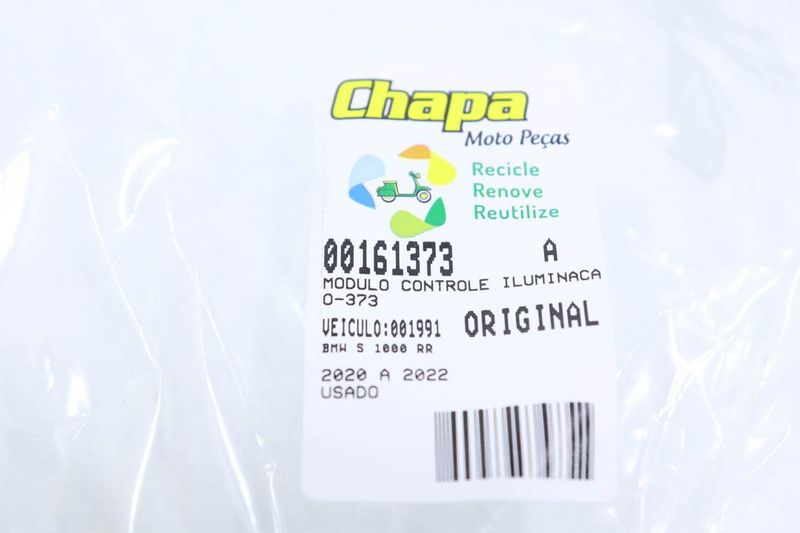 Chapa
Moto Peças
Recicle
Renove
Reutilize
00161373 A
MODULO CONTROLE ILUMINACA
O-373
VEICULO:001991 ORIGINAL
BMW S 1000 RR
2020 A 2022
USADO